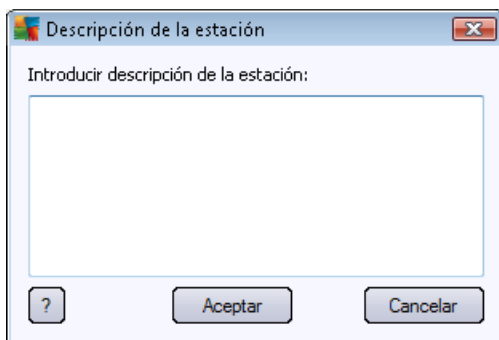 Descripción de la estación
Introducir descripción de la estación:
?
Aceptar
Cancelar